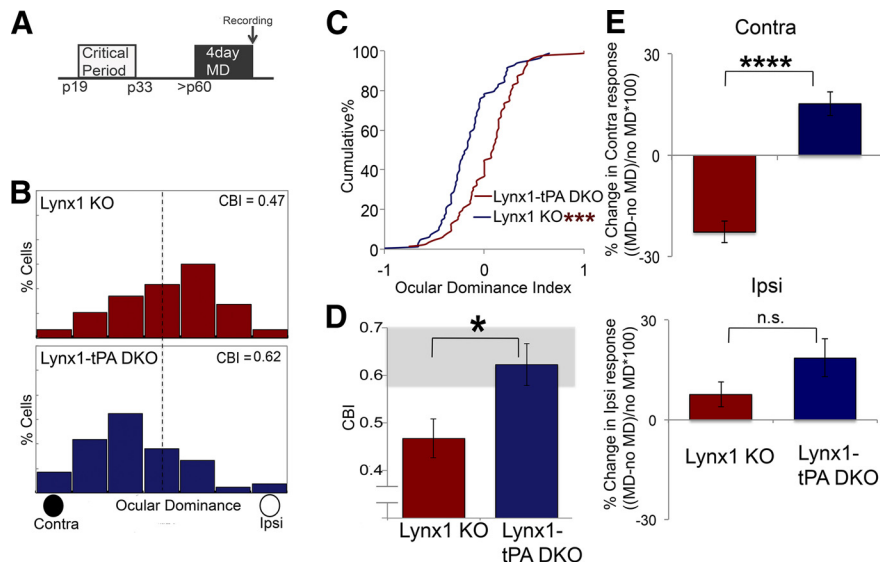 A
Recording
Critical
Period
4day
MD
p19
p33
>p60
B
Lynx1 KO
CBI = 0.47
% Cells
Lynx1-tPA DKO
CBI = 0.62
% Cells
Ocular Dominance
Contra
Ipsi
C
Cumulative%
100
80
60
40
20
0
Lynx1-tPA DKO
Lynx1 KO***
-1
0
1
Ocular Dominance Index
D
CBI
0.7
0.6
0.5
0.4
*
Lynx1 KO
Lynx1-
tPA DKO
E
Contra
% Change in Contra response
((MD-no MD)/no MD*100)
30
0
-30
****
Ipsi
% Change in Ipsi response
((MD-no MD)/no MD*100)
30
0
-30
n.s.
Lynx1 KO
Lynx1-
tPA DKO